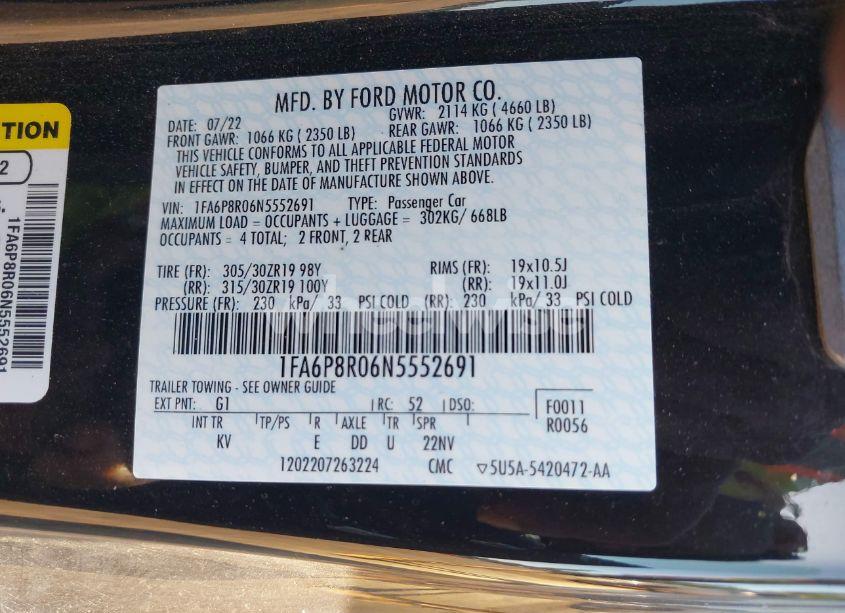 MFD. BY FORD MOTOR CO.
DATE: 07/22 GVWR: 2114 KG ( 4660 LB)
FRONT GAWR: 1066 KG ( 2350 LB) REAR GAWR: 1066 KG ( 2350 LB)
THIS VEHICLE CONFORMS TO ALL APPLICABLE FEDERAL MOTOR
VEHICLE SAFETY, BUMPER, AND THEFT PREVENTION STANDARDS
IN EFFECT ON THE DATE OF MANUFACTURE SHOWN ABOVE.
VIN: 1FA6P8R06N5552691 TYPE: Passenger Car
MAXIMUM LOAD = OCCUPANTS + LUGGAGE = 302KG/ 668LB
OCCUPANTS = 4 TOTAL; 2 FRONT, 2 REAR
TIRE (FR): 305/30ZR19 98Y RIMS (FR): 19x10.5J
(RR): 315/30ZR19 100Y (RR): 19x11.0J
PRESSURE (FR): 230 kPa/ 33 PSI COLD (RR): 230 kPa/ 33 PSI COLD
wheelwise
1FA6P8R06N5552691
TRAILER TOWING - SEE OWNER GUIDE
EXT PNT: G1 RC: 52 DSO: F0011
INT TR TP/PS R AXLE TR SPR R0056
KV E DD U 22NV
1202207263224 CMC ▽5U5A-5420472-AA
TION
2
1FA6P8R06N5552691